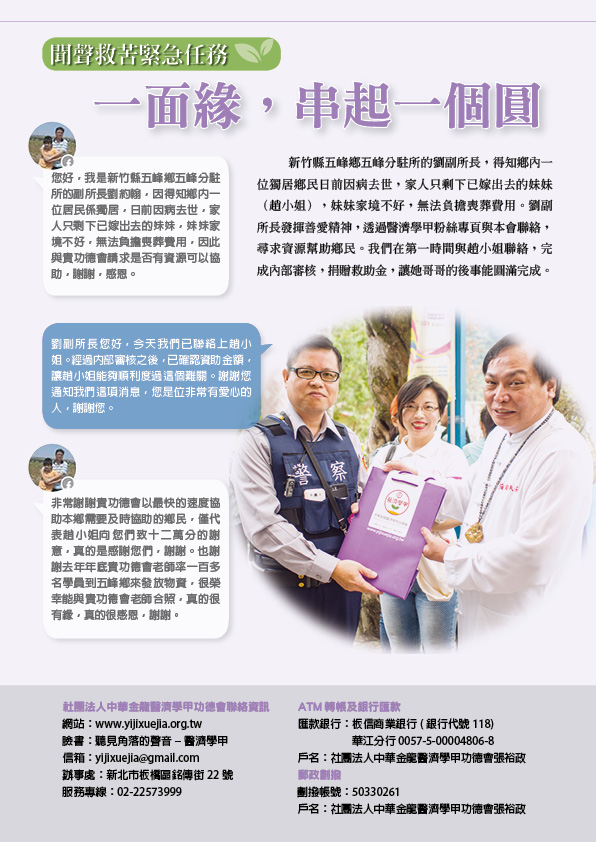 聞聲救苦緊急任務
一面緣，串起一個圓
您好，我是新竹縣五峰鄉五峰分駐
所的副所長劉約翰，因得知鄉內一
位居民係獨居，日前因病去世，家
人只剩下已嫁出去的妹妹，妹妹家
境不好，無法負擔喪葬費用，因此
與貴功德會請求是否有資源可以協
助，謝謝，感恩。
新竹縣五峰鄉五峰分駐所的劉副所長，得知鄉內一
位獨居鄉民日前因病去世，家人只剩下已嫁出去的妹妹
（趙小姐），妹妹家境不好，無法負擔喪葬費用。劉副
所長發揮善愛精神，透過醫濟學甲粉絲專頁與本會聯絡，
尋求資源幫助鄉民。我們在第一時間與趙小姐聯絡，完
成內部審核，捐贈救助金，讓她哥哥的後事能圓滿完成。
劉副所長您好，今天我們已聯絡上趙小
姐。經過內部審核之後，已確認資助金額，
讓趙小姐能夠順利度過這個難關。謝謝您
通知我們這項消息，您是位非常有愛心的
人，謝謝您。
非常謝謝貴功德會以最快的速度協
助本鄉需要及時協助的鄉民，僅代
表趙小姐向您們致十二萬分的謝
意，真的是感謝您們，謝謝。也謝
謝去年年底貴功德會老師率一百多
名學員到五峰鄉來發放物資，很榮
幸能與貴功德會老師合照，真的很
有緣，真的很感恩，謝謝。
警察
醫濟學甲
www.yijixuejia.org.tw
社團法人中華金龍醫濟學甲功德會聯絡資訊
網站：www.yijixuejia.org.tw
臉書：聽見角落的聲音－醫濟學甲
信箱：yijixuejia@gmail.com
辦事處：新北市板橋區銘傳街 22 號
服務專線：02-22573999
ATM 轉帳及銀行匯款
匯款銀行：板信商業銀行 ( 銀行代號 118)
華江分行 0057-5-00004806-8
戶名：社團法人中華金龍醫濟學甲功德會張裕政
郵政劃撥
劃撥帳號：50330261
戶名：社團法人中華金龍醫濟學甲功德會張裕政